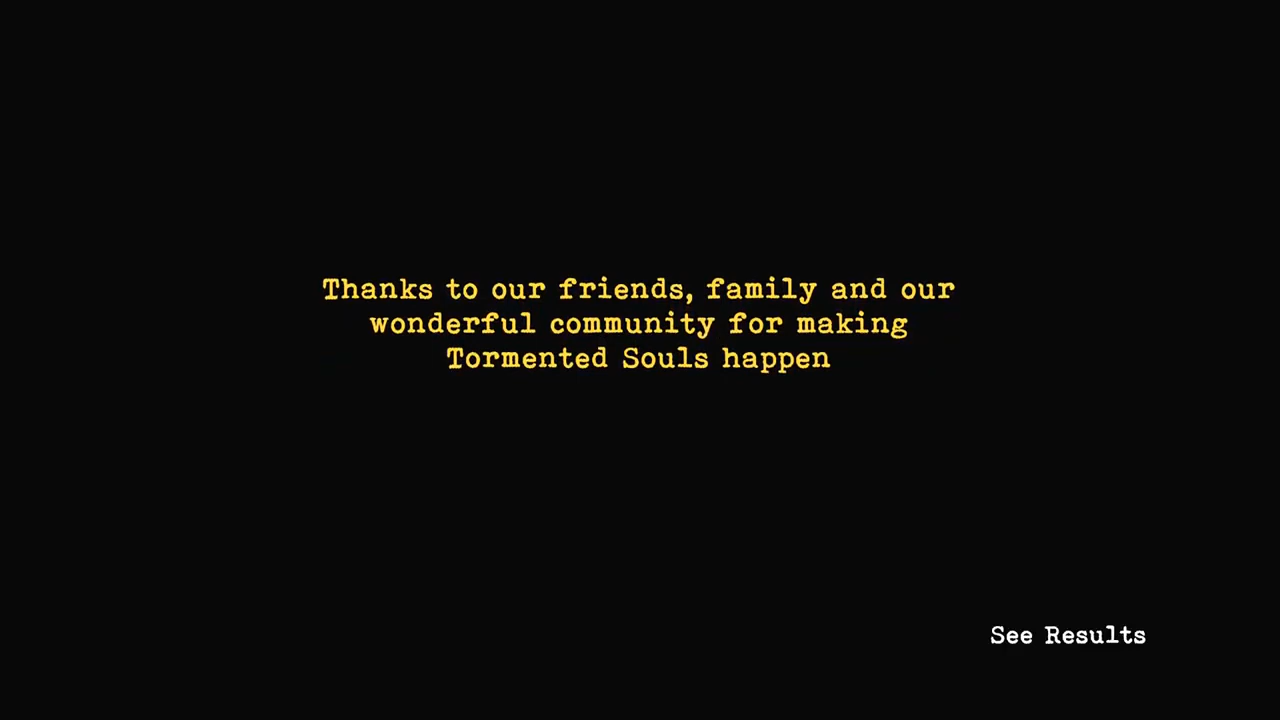 Thanks to our friends, family and our
wonderful community for making
Tormented Souls happen
See Results